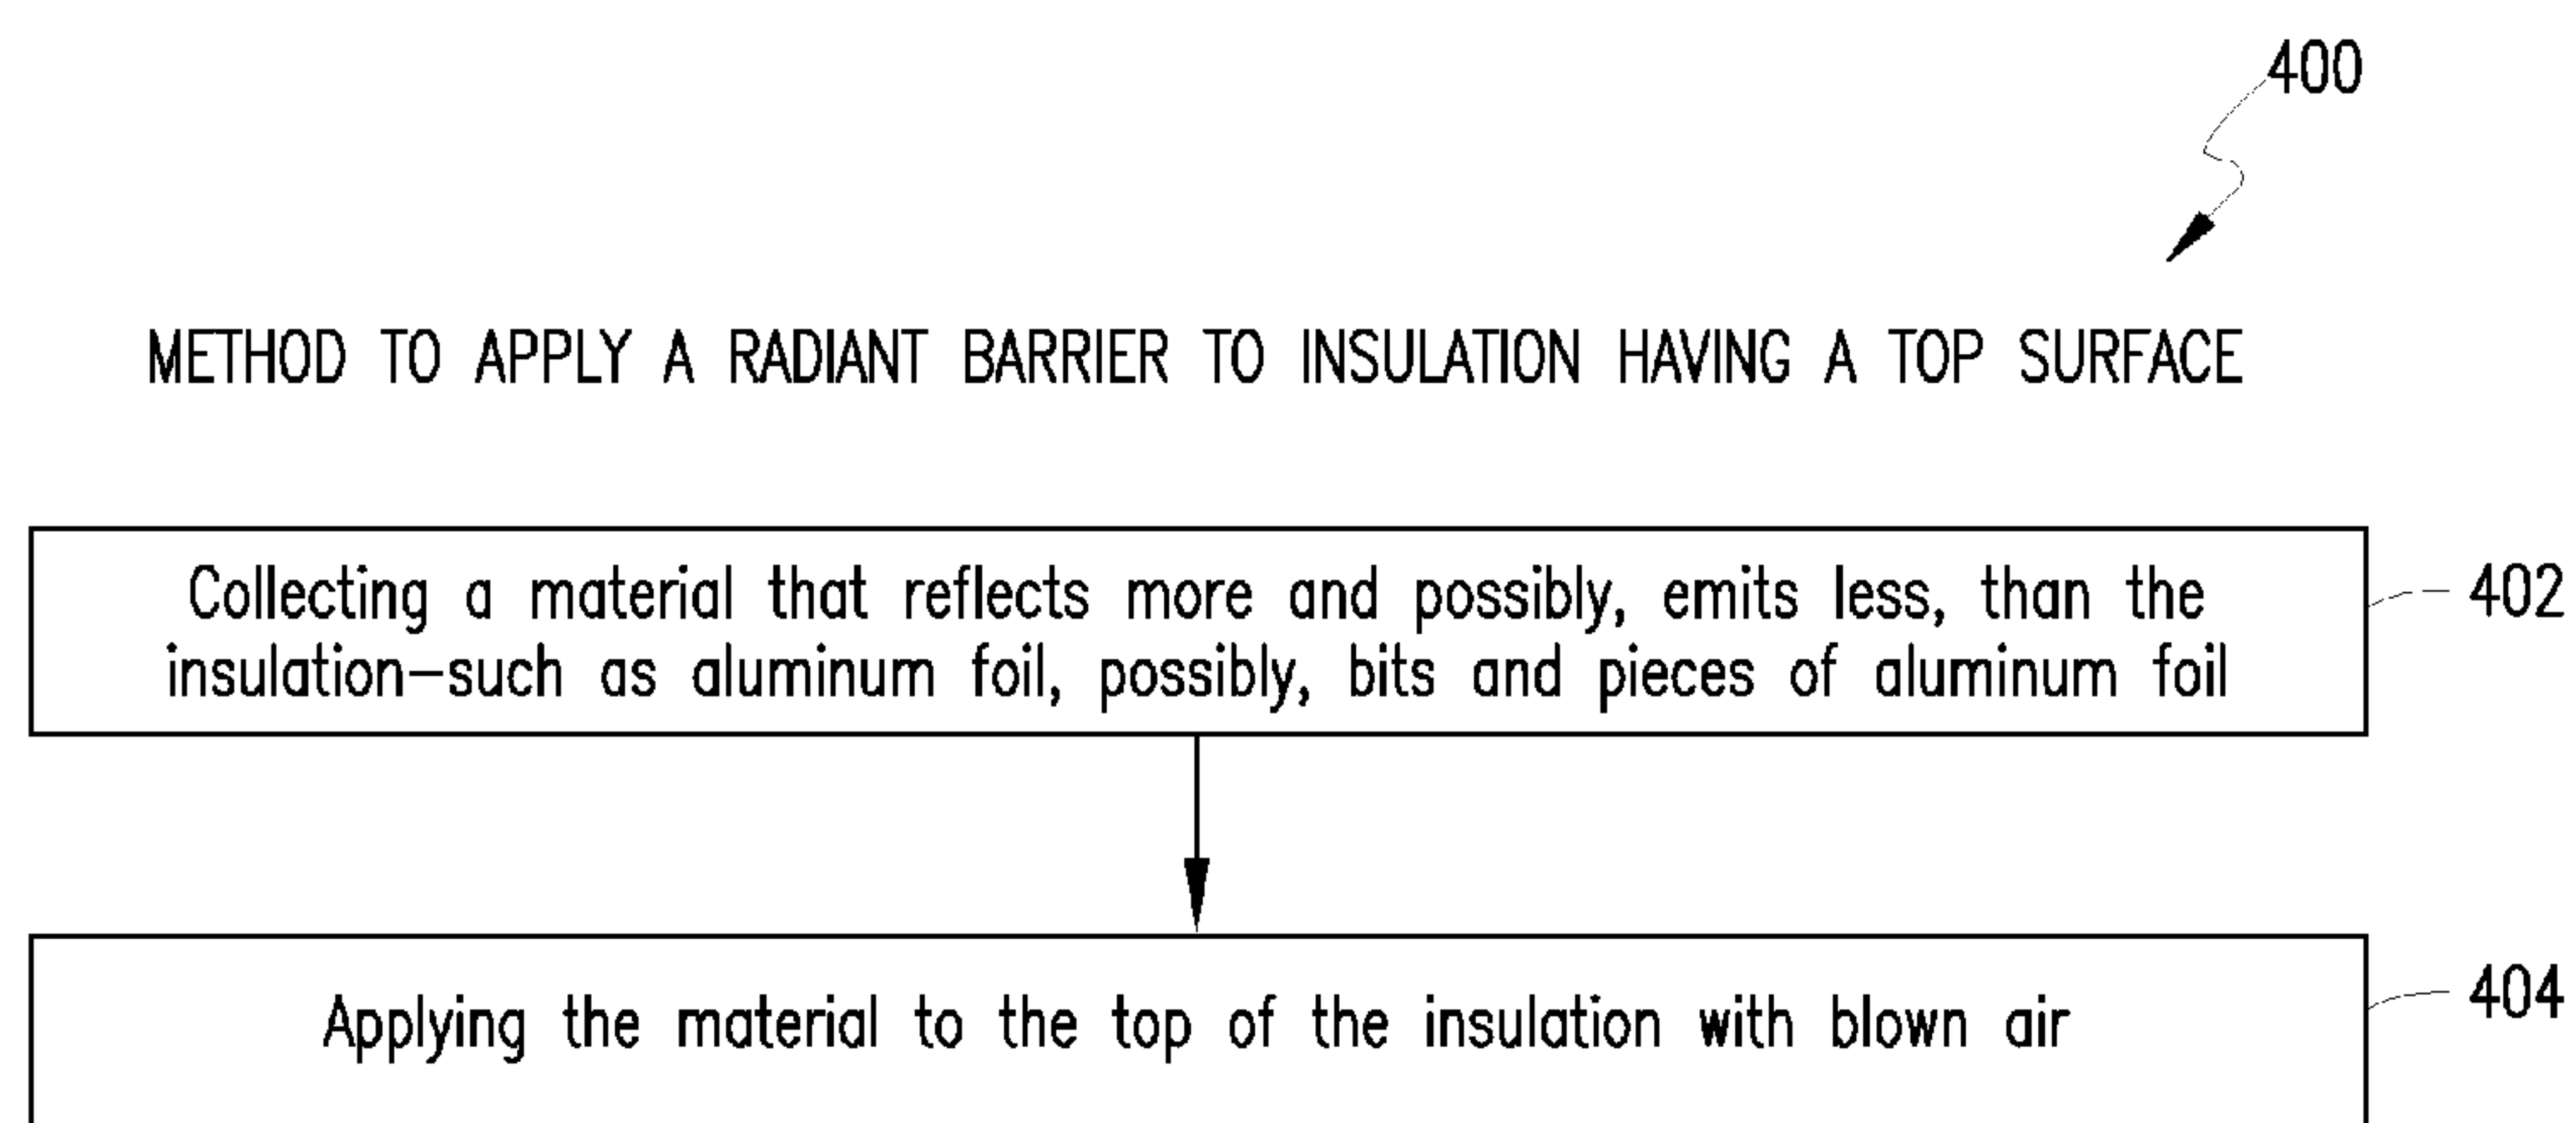 400
METHOD TO APPLY A RADIANT BARRIER TO INSULATION HAVING A TOP SURFACE
Collecting a material that reflects more and possibly, emits less, than the
insulation–such as aluminum foil, possibly, bits and pieces of aluminum foil
402
Applying the material to the top of the insulation with blown air
404